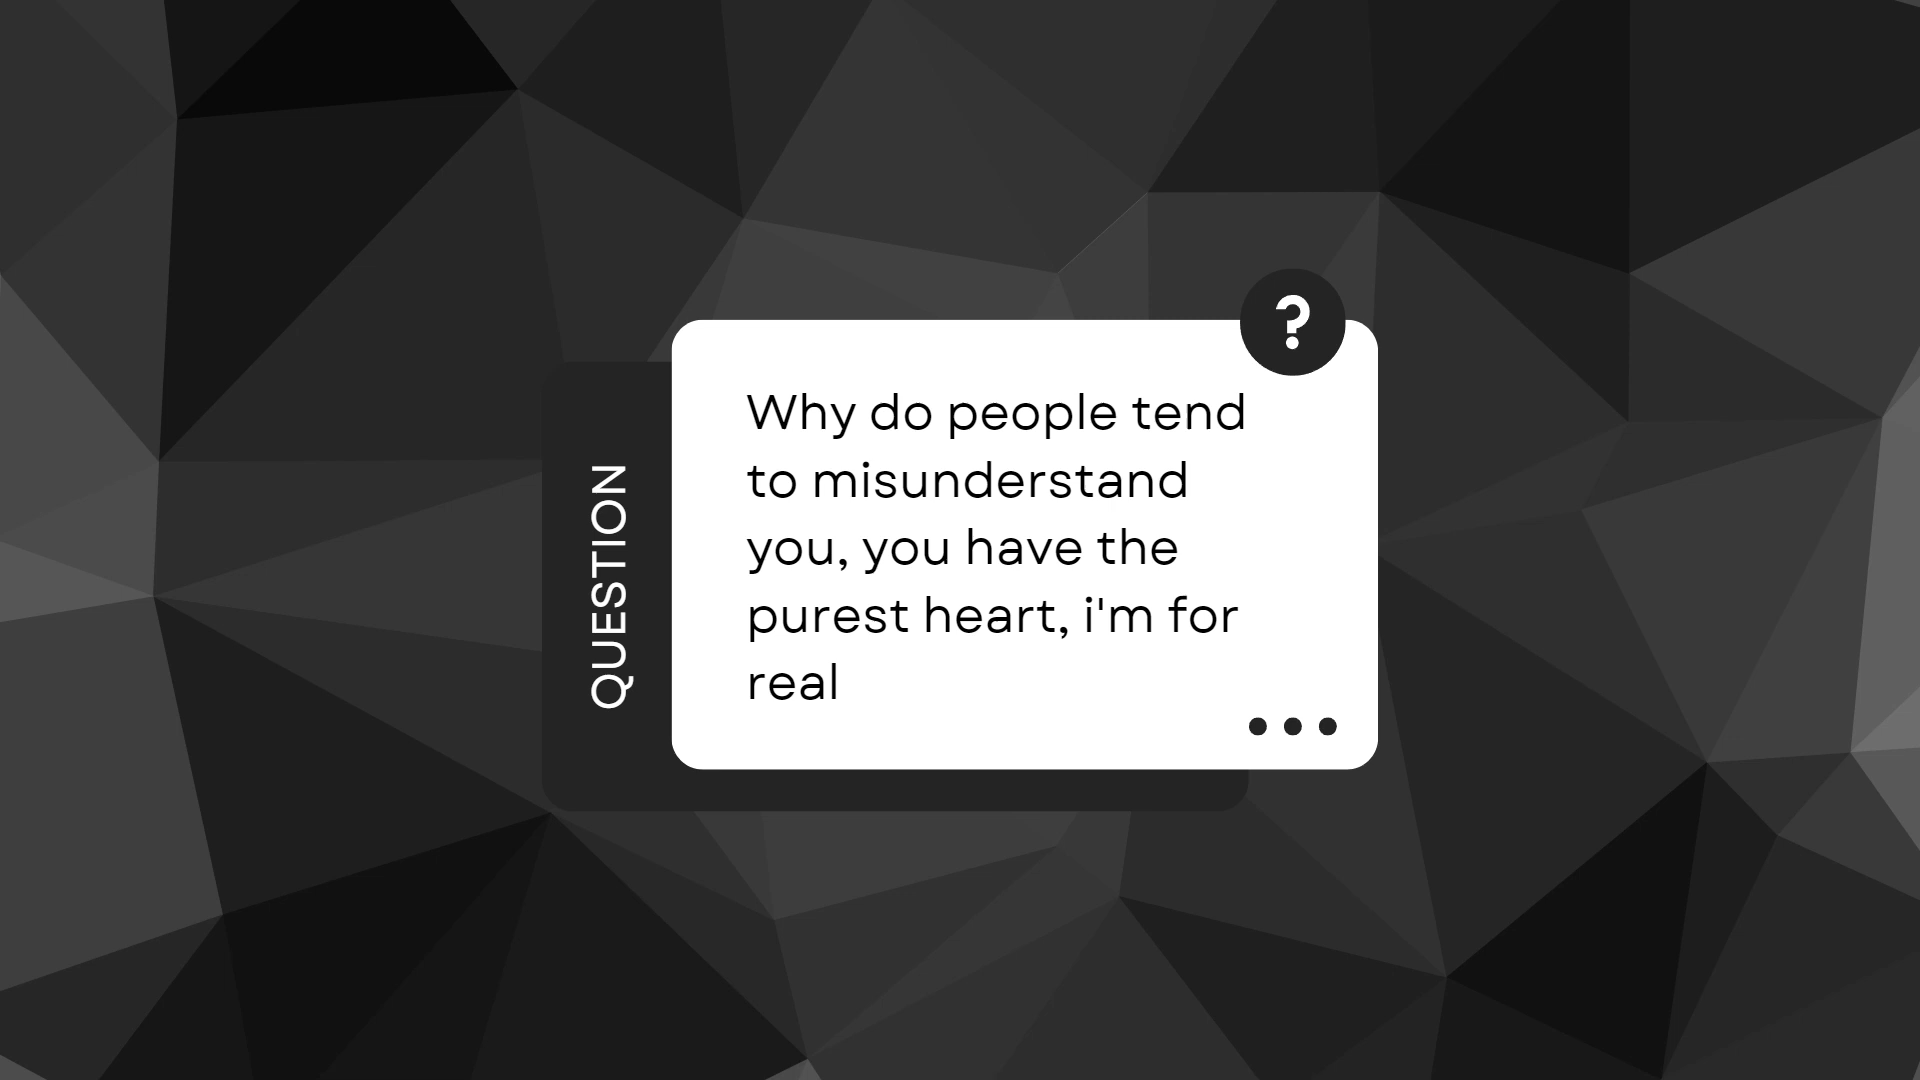 QUESTION
?
Why do people tend
to misunderstand
you, you have the
purest heart, i'm for
real